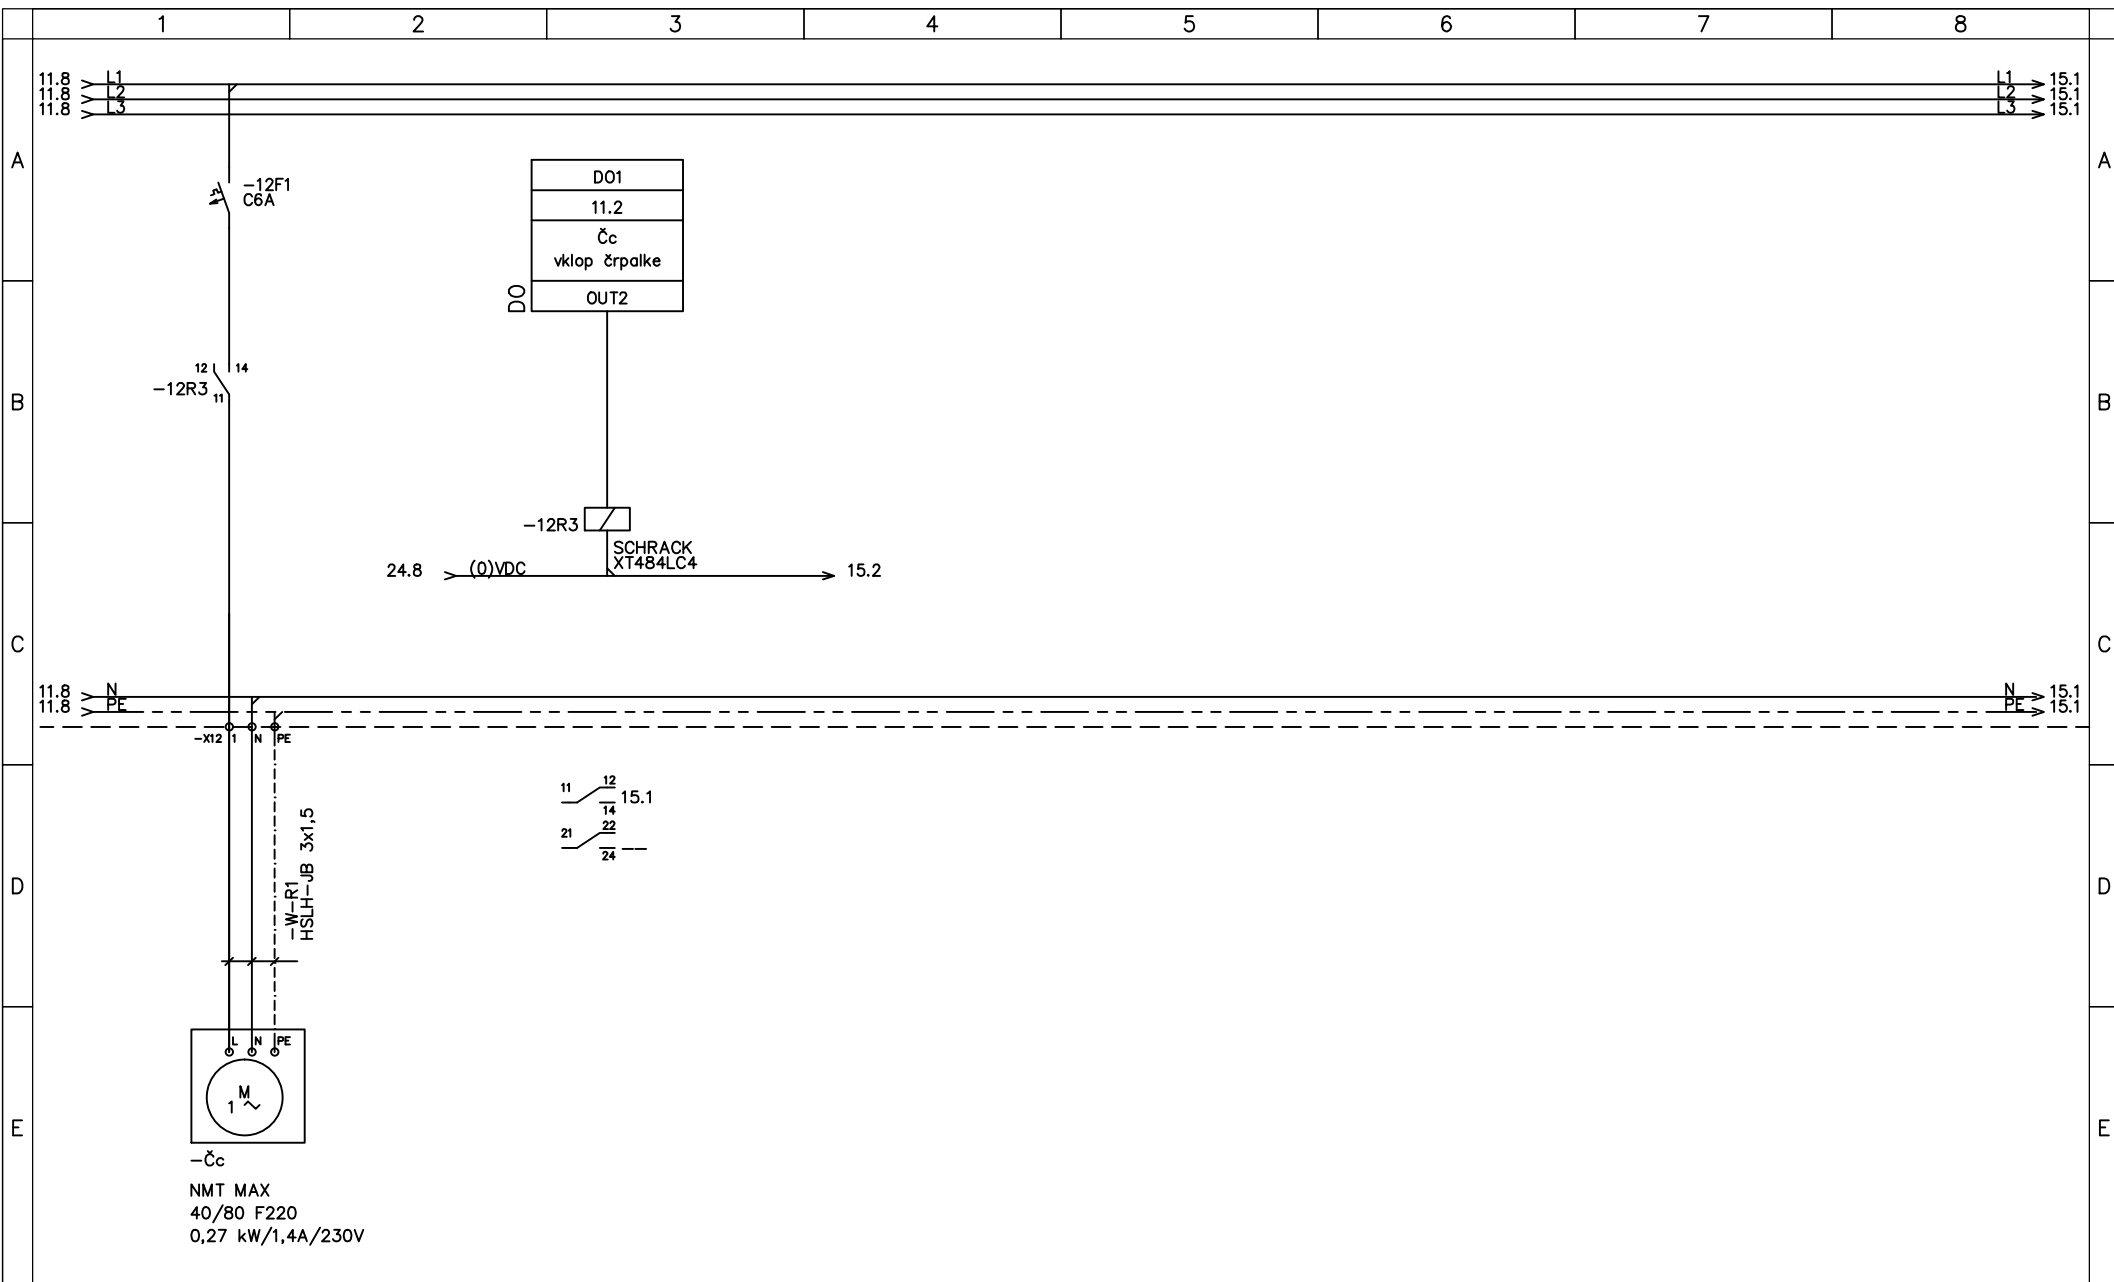 1 2 3 4 5 6 7 8
11.8 L1 L1 15.1
11.8 L2 L2 15.1
11.8 L3 L3 15.1
A A
-12F1
C6A
DO1
11.2
Čc
vklop črpalke
OUT2
DO
12 14
-12R3
11
B B
-12R3
SCHRACK
XT484LC4
24.8 (0)VDC 15.2
C C
11.8 N N 15.1
11.8 PE PE 15.1
-X12 1 N PE
11 12
15.1
14
21 22
24 --
-W-R1
HSLH-JB 3x1,5
D D
L N PE
M
1~
E E
-Čc
NMT MAX
40/80 F220
0,27 kW/1,4A/230V